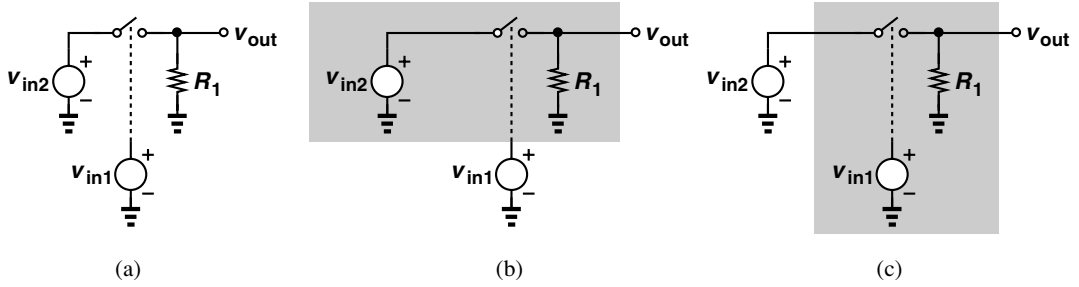 v_out
+
v_in2
−
R_1
+
v_in1
−
(a)
v_out
+
v_in2
−
R_1
+
v_in1
−
(b)
v_out
+
v_in2
−
R_1
+
v_in1
−
(c)